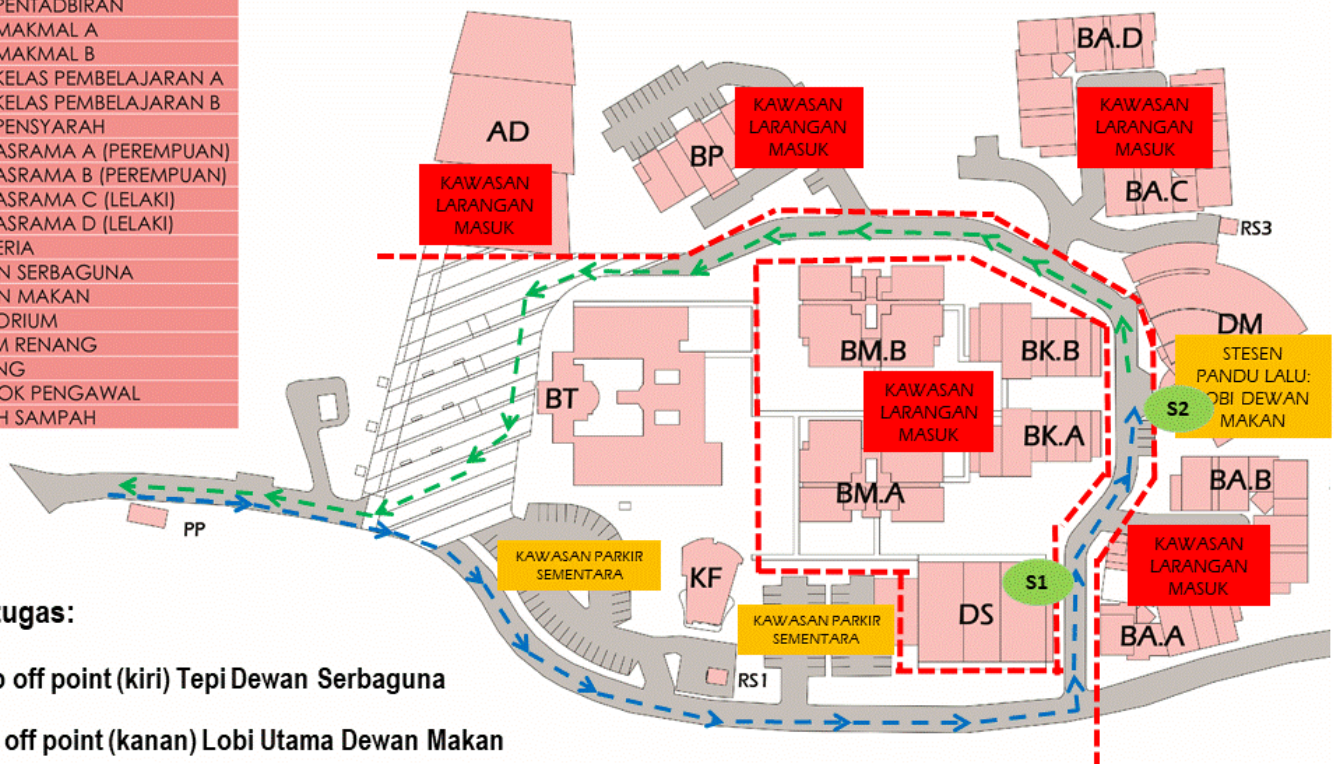 PENTADBIRAN
MAKMAL A
MAKMAL B
KELAS PEMBELAJARAN A
KELAS PEMBELAJARAN B
PENSYARAH
ASRAMA A (PEREMPUAN)
ASRAMA B (PEREMPUAN)
ASRAMA C (LELAKI)
ASRAMA D (LELAKI)
ERIA
N SERBAGUNA
N MAKAN
ORIUM
M RENANG
NG
OK PENGAWAL
H SAMPAH
AD
KAWASAN
LARANGAN
MASUK
BP
KAWASAN
LARANGAN
MASUK
BA.D
KAWASAN
LARANGAN
MASUK
BA.C
RS3
DM
STESEN
PANDU LALU:
LOBI DEWAN
MAKAN
S2
BM.B
BK.B
KAWASAN
LARANGAN
MASUK
BT
BK.A
BM.A
BA.B
KAWASAN
LARANGAN
MASUK
BA.A
PP
KAWASAN PARKIR
SEMENTARA
KF
S1
DS
KAWASAN PARKIR
SEMENTARA
RS1
tugas:
p off point (kiri) Tepi Dewan Serbaguna
off point (kanan) Lobi Utama Dewan Makan